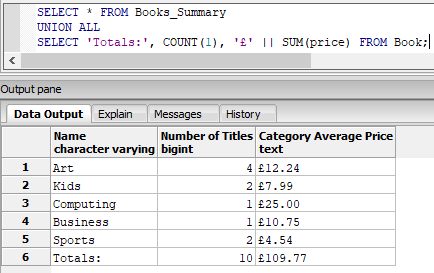 SELECT * FROM Books_Summary
UNION ALL
SELECT 'Totals:', COUNT(1), '£' || SUM(price) FROM Book;
Output pane
Data Output Explain Messages History
Name Number of Titles Category Average Price
character varying bigint text
1 Art 4 £12.24
2 Kids 2 £7.99
3 Computing 1 £25.00
4 Business 1 £10.75
5 Sports 2 £4.54
6 Totals: 10 £109.77